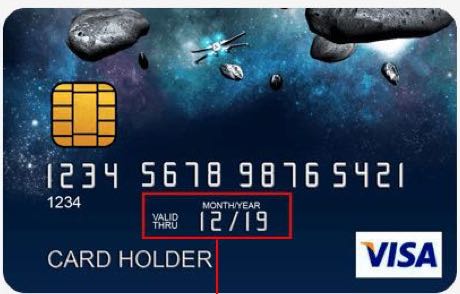 1234 5678 9876 5421
1234
MONTH/YEAR
VALID THRU 12/19
CARD HOLDER
VISA